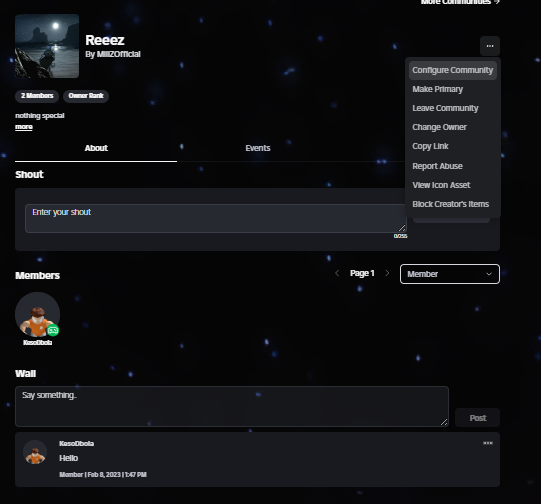 More Communities →
Reeez
By MillZOfficial
2 Members
Owner Rank
nothing special
more
...
Configure Community
Make Primary
Leave Community
Change Owner
Copy Link
Report Abuse
View Icon Asset
Block Creator's Items
About
Events
Shout
Enter your shout
0/255
Members
Page 1
Member
KesoDbola
Wall
Say something..
Post
KesoDbola
Hello
Member | Feb 8, 2023 | 1:47 PM